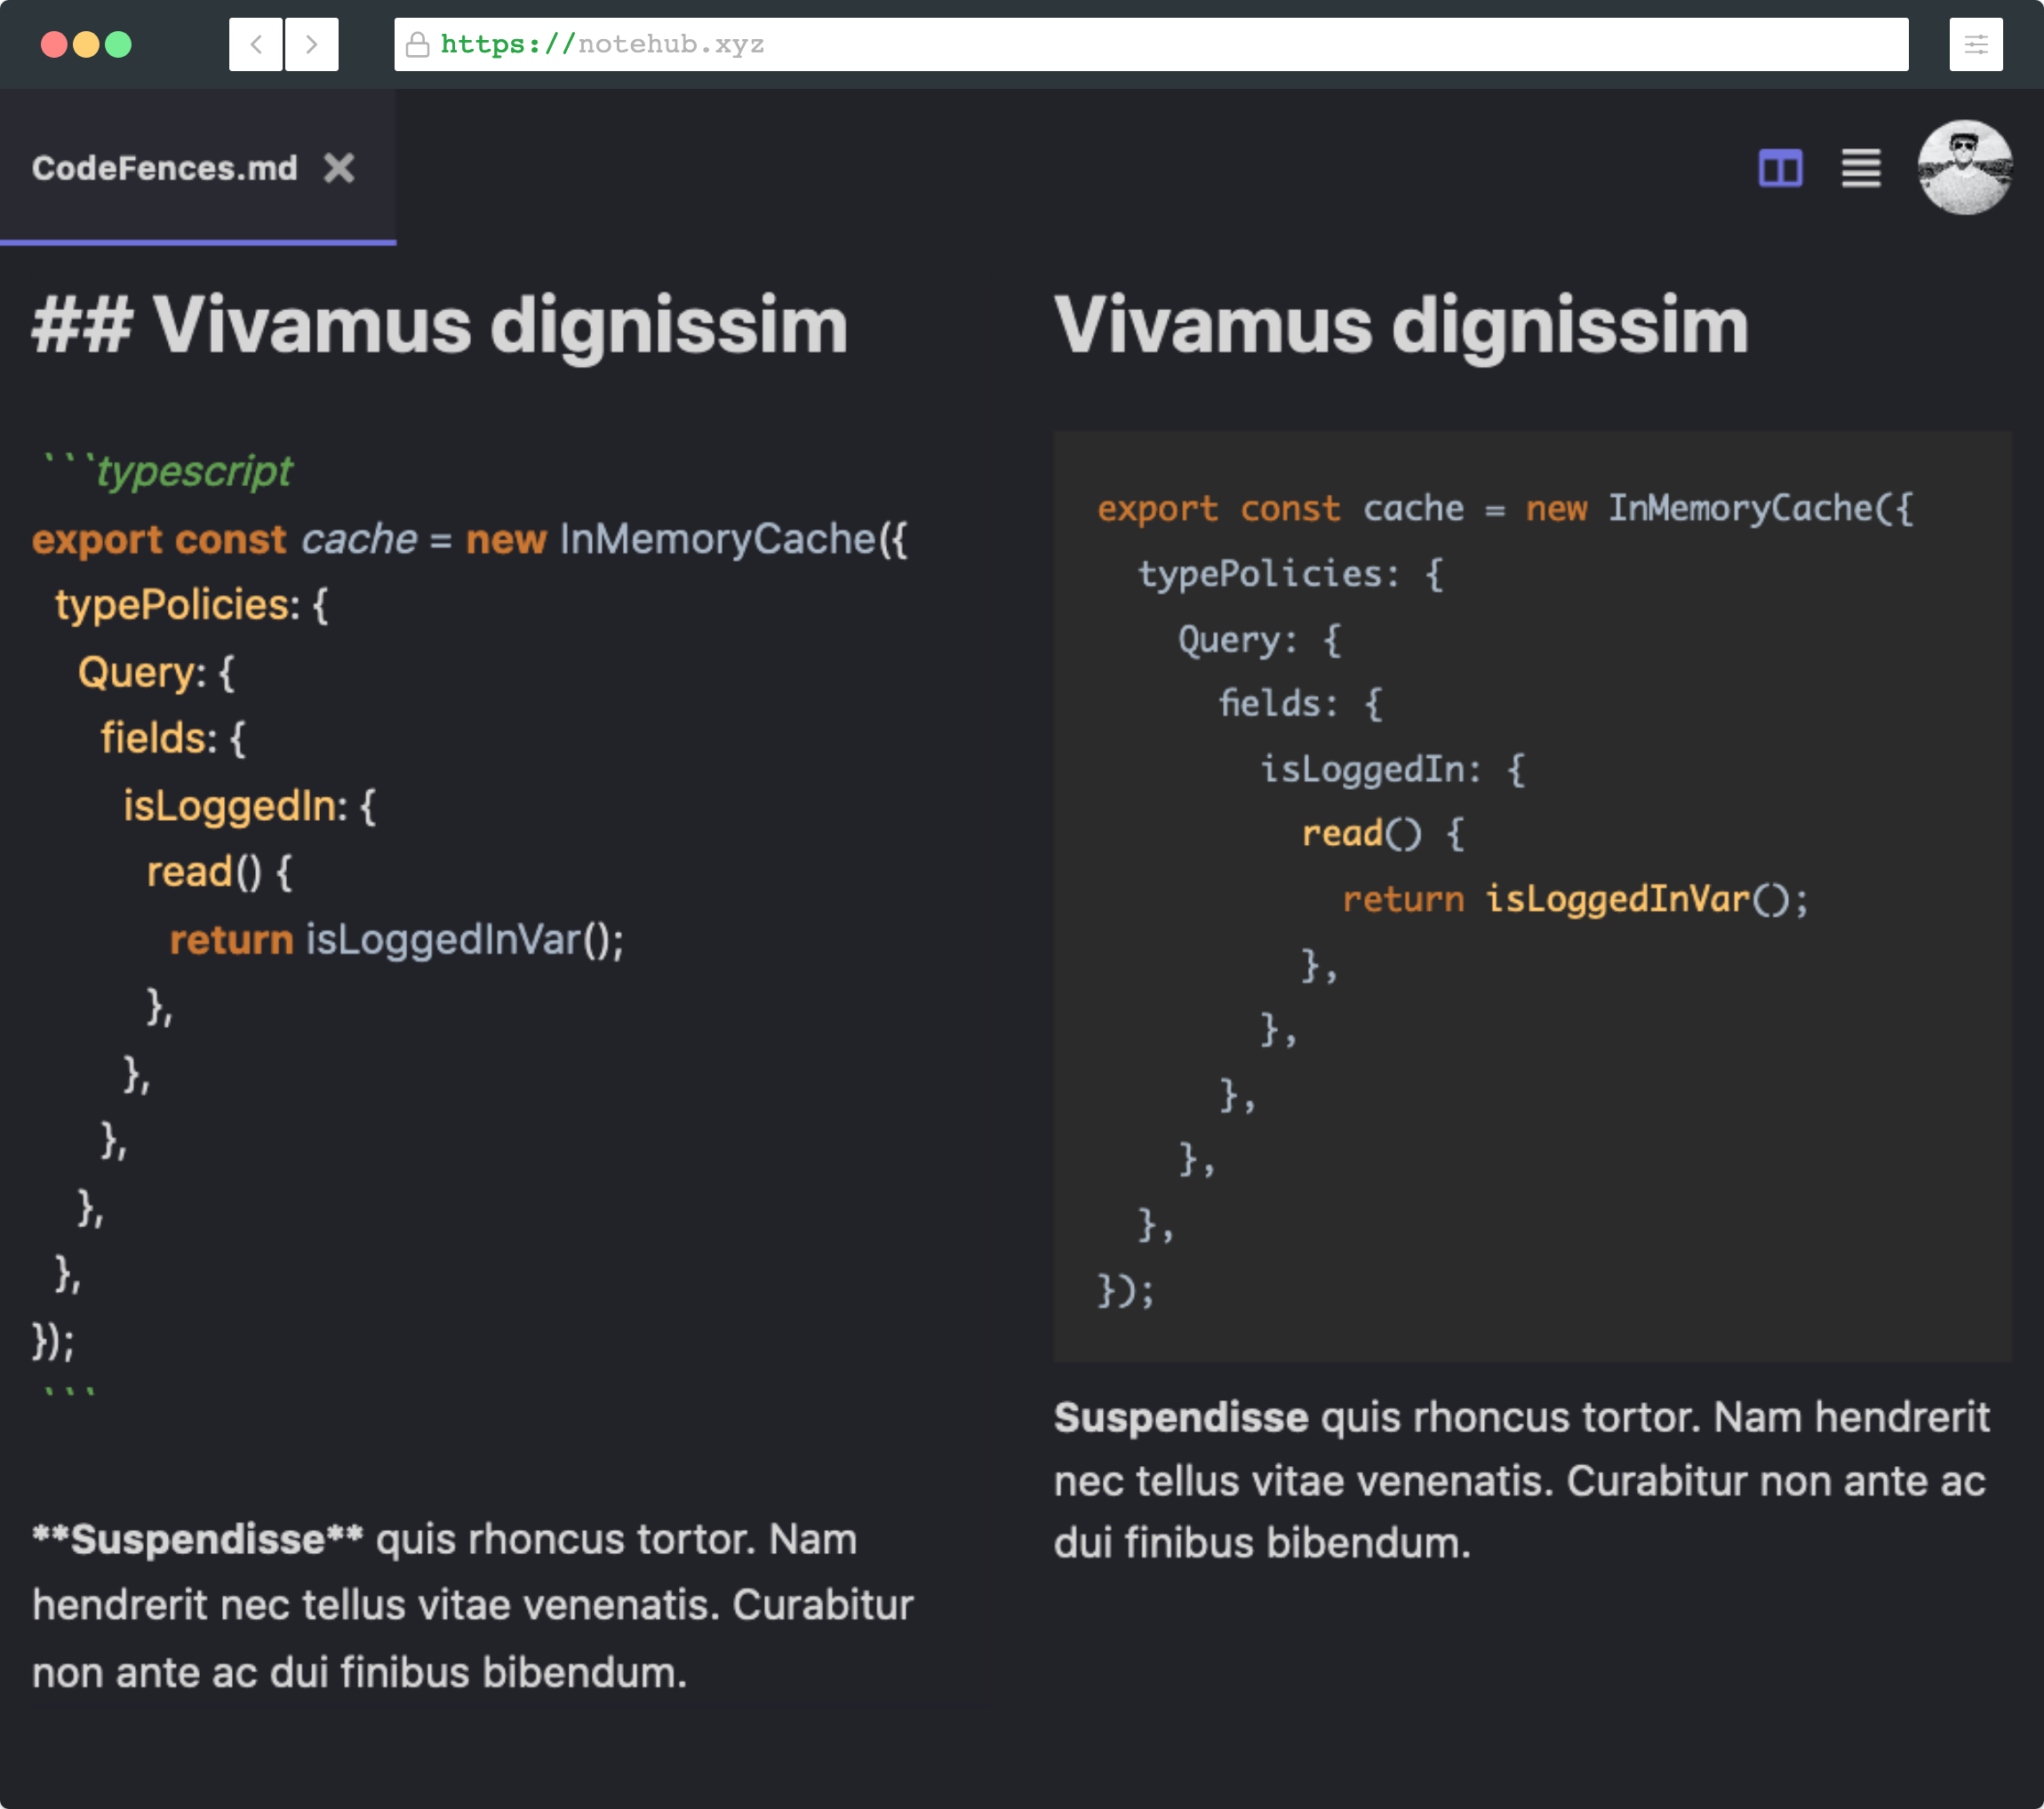 https://notehub.xyz
CodeFences.md
## Vivamus dignissim
```typescript
export const cache = new InMemoryCache({
  typePolicies: {
    Query: {
      fields: {
        isLoggedIn: {
          read() {
            return isLoggedInVar();
          },
        },
      },
    },
  },
});
```
**Suspendisse** quis rhoncus tortor. Nam
hendrerit nec tellus vitae venenatis. Curabitur
non ante ac dui finibus bibendum.
Vivamus dignissim
export const cache = new InMemoryCache({
  typePolicies: {
    Query: {
      fields: {
        isLoggedIn: {
          read() {
            return isLoggedInVar();
          },
        },
      },
    },
  },
});
Suspendisse quis rhoncus tortor. Nam hendrerit
nec tellus vitae venenatis. Curabitur non ante ac
dui finibus bibendum.